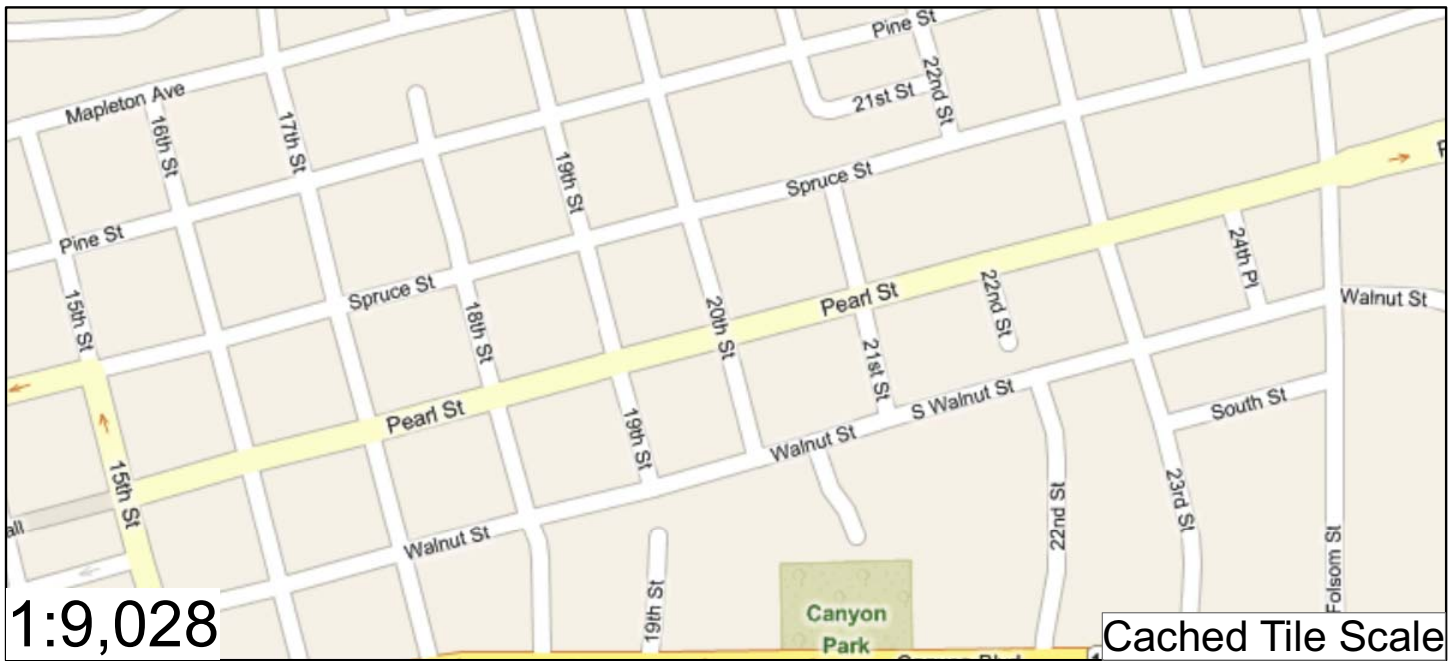 Pine St
22nd St
21st St
Mapleton Ave
16th St
17th St
19th St
Spruce St
Pine St
24th Pl
Walnut St
15th St
Spruce St
18th St
20th St
Pearl St
22nd St
21st St
S Walnut St
South St
Pearl St
19th St
Walnut St
15th St
23rd St
22nd St
all
Walnut St
Folsom St
19th St
Canyon
Park
1:9,028
Cached Tile Scale